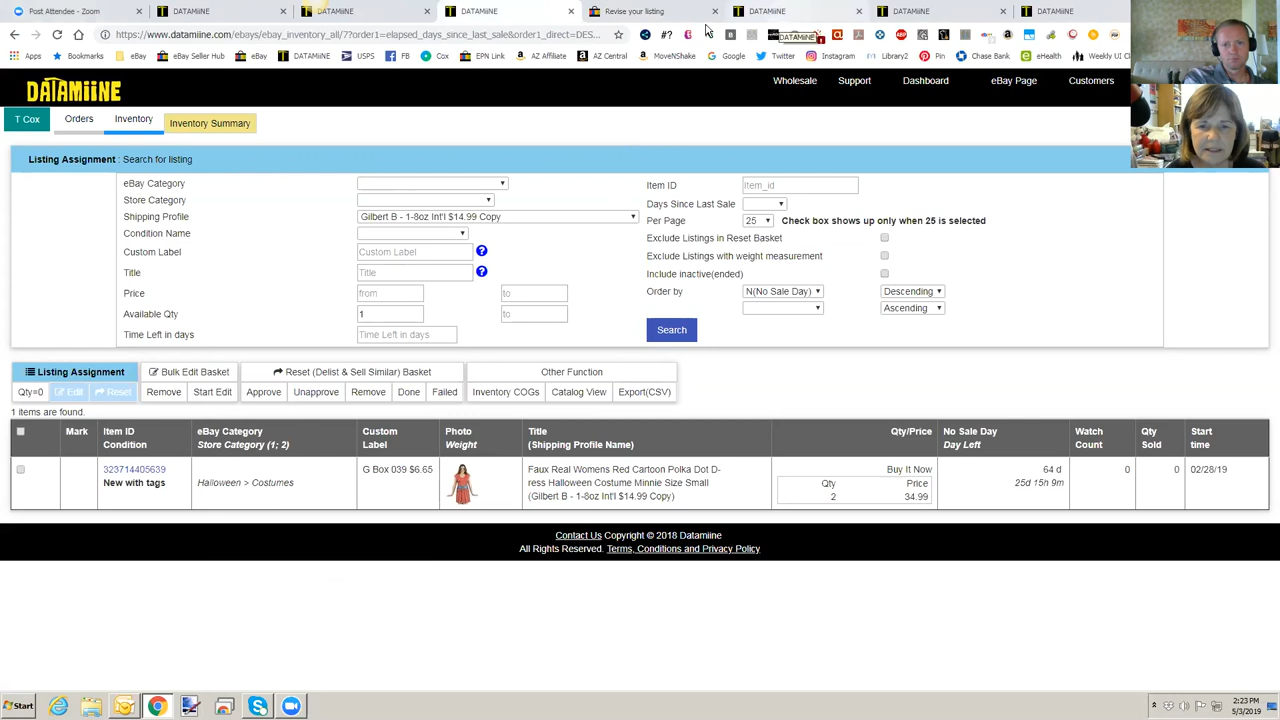 Post Attendee - Zoom × DATAMiiNE × DATAMiiNE × DATAMiiNE × Revise your listing × DATAMiiNE × DATAMiiNE × DATAMiiNE
https://www.datamiine.com/ebays/ebay_inventory_all/7?order1=elapsed_days_since_last_sale&order1_direct=DES...
#?
DATAMiiNE
Apps Bookmarks eBay eBay Seller Hub eBay DATAMiiNE USPS FB Cox EPN Link AZ Affiliate AZ Central MoveNShake Google Twitter Instagram Library2 Pin Chase Bank eHealth Weekly UI Cl
DATAMIINE
Wholesale Support Dashboard eBay Page Customers
T Cox Orders Inventory Inventory Summary
Listing Assignment : Search for listing
eBay Category
Store Category
Shipping Profile Gilbert B - 1-8oz Int'l $14.99 Copy
Condition Name
Custom Label Custom Label ?
Title Title ?
Price from to
Available Qty 1 to
Time Left in days Time Left in days
Item ID Item_id
Days Since Last Sale
Per Page 25 Check box shows up only when 25 is selected
Exclude Listings in Reset Basket
Exclude Listings with weight measurement
Include inactive(ended)
Order by N(No Sale Day) Descending
Ascending
Search
Listing Assignment Bulk Edit Basket Reset (Delist & Sell Similar) Basket Other Function
Qty=0 Edit Reset Remove Start Edit Approve Unapprove Remove Done Failed Inventory COGs Catalog View Export(CSV)
1 items are found.
Mark
Item ID
Condition
eBay Category
Store Category (1; 2)
Custom
Label
Photo
Weight
Title
(Shipping Profile Name)
Qty/Price
No Sale Day
Day Left
Watch
Count
Qty
Sold
Start
time
323714405639
New with tags
Halloween > Costumes
G Box 039 $6.65
Faux Real Womens Red Cartoon Polka Dot D-
ress Halloween Costume Minnie Size Small
(Gilbert B - 1-8oz Int'l $14.99 Copy)
Buy It Now
Qty Price
2 34.99
64 d
25d 15h 9m
0
0
02/28/19
Contact Us Copyright © 2018 Datamiine
All Rights Reserved. Terms, Conditions and Privacy Policy
Start
2:23 PM
5/3/2019